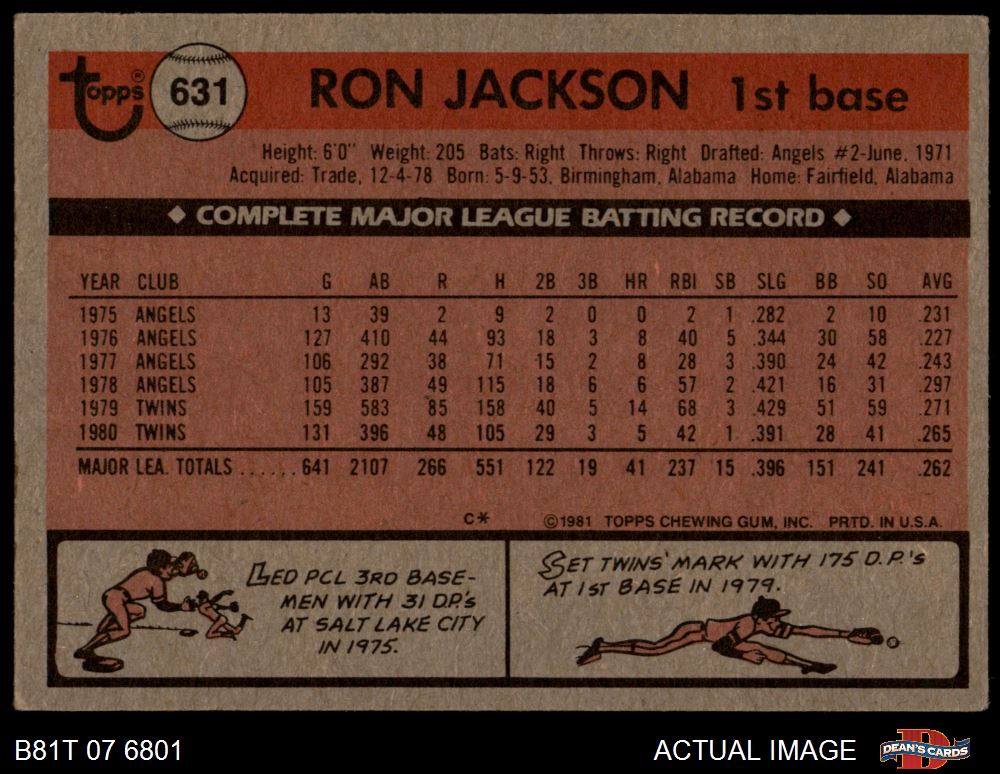 Topps® 631 RON JACKSON 1st base
Height: 6'0" Weight: 205 Bats: Right Throws: Right Drafted: Angels #2-June, 1971
Acquired: Trade, 12-4-78 Born: 5-9-53, Birmingham, Alabama Home: Fairfield, Alabama
◆ COMPLETE MAJOR LEAGUE BATTING RECORD ◆
YEAR CLUB G AB R H 2B 3B HR RBI SB SLG BB SO AVG
1975 ANGELS 13 39 2 9 2 0 0 2 1 .282 2 10 .231
1976 ANGELS 127 410 44 93 18 3 8 40 5 .344 30 58 .227
1977 ANGELS 106 292 38 71 15 2 8 28 3 .390 24 42 .243
1978 ANGELS 105 387 49 115 18 6 6 57 2 .421 16 31 .297
1979 TWINS 159 583 85 158 40 5 14 68 3 .429 51 59 .271
1980 TWINS 131 396 48 105 29 3 5 42 1 .391 28 41 .265
MAJOR LEA. TOTALS ...... 641 2107 266 551 122 19 41 237 15 .396 151 241 .262
C* ©1981 TOPPS CHEWING GUM, INC. PRTD. IN U.S.A.
LED PCL 3RD BASE-
MEN WITH 31 D.P.'s
AT SALT LAKE CITY
IN 1975.
SET TWINS' MARK WITH 175 D.P.'s
AT 1ST BASE IN 1979.
B81T 07 6801 ACTUAL IMAGE DEAN'S CARDS